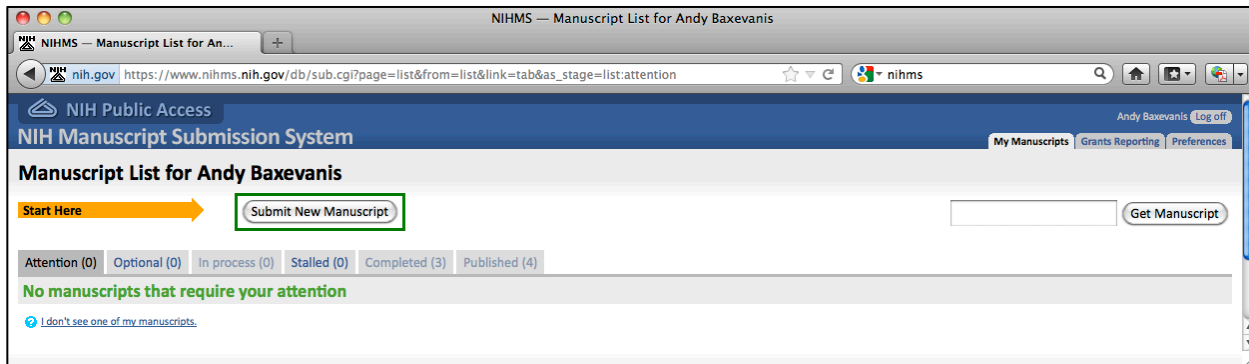 NIHMS — Manuscript List for Andy Baxevanis
NIH NIHMS — Manuscript List for An... +
NIH nih.gov https://www.nihms.nih.gov/db/sub.cgi?page=list&from=list&link=tab&as_stage=list:attention nihms
NIH Public Access
Andy Baxevanis Log off
NIH Manuscript Submission System
My Manuscripts Grants Reporting Preferences
Manuscript List for Andy Baxevanis
Start Here Submit New Manuscript Get Manuscript
Attention (0) Optional (0) In process (0) Stalled (0) Completed (3) Published (4)
No manuscripts that require your attention
? I don't see one of my manuscripts.